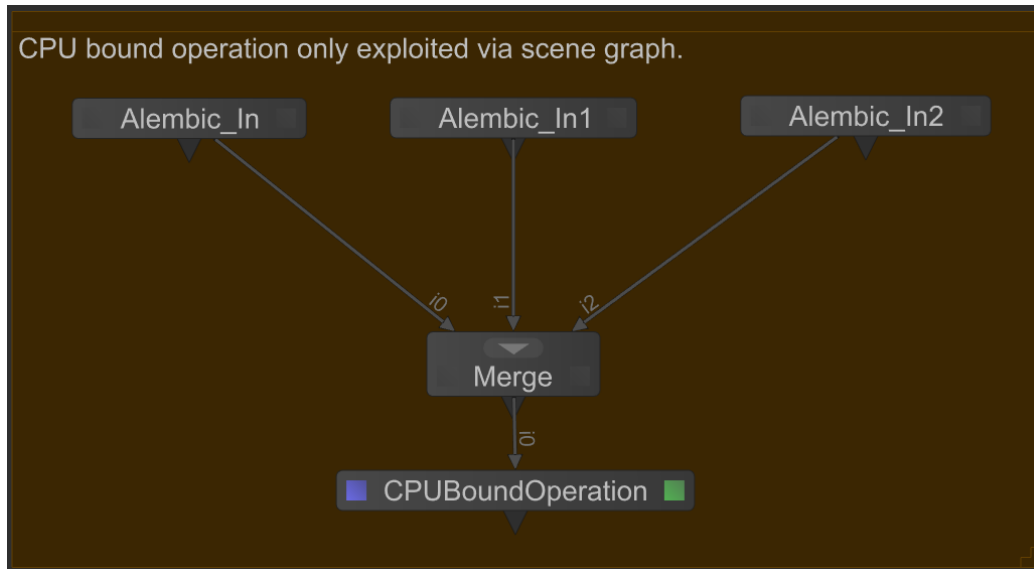 CPU bound operation only exploited via scene graph.
Alembic_In
Alembic_In1
Alembic_In2
i0
i1
i2
Merge
i0
CPUBoundOperation